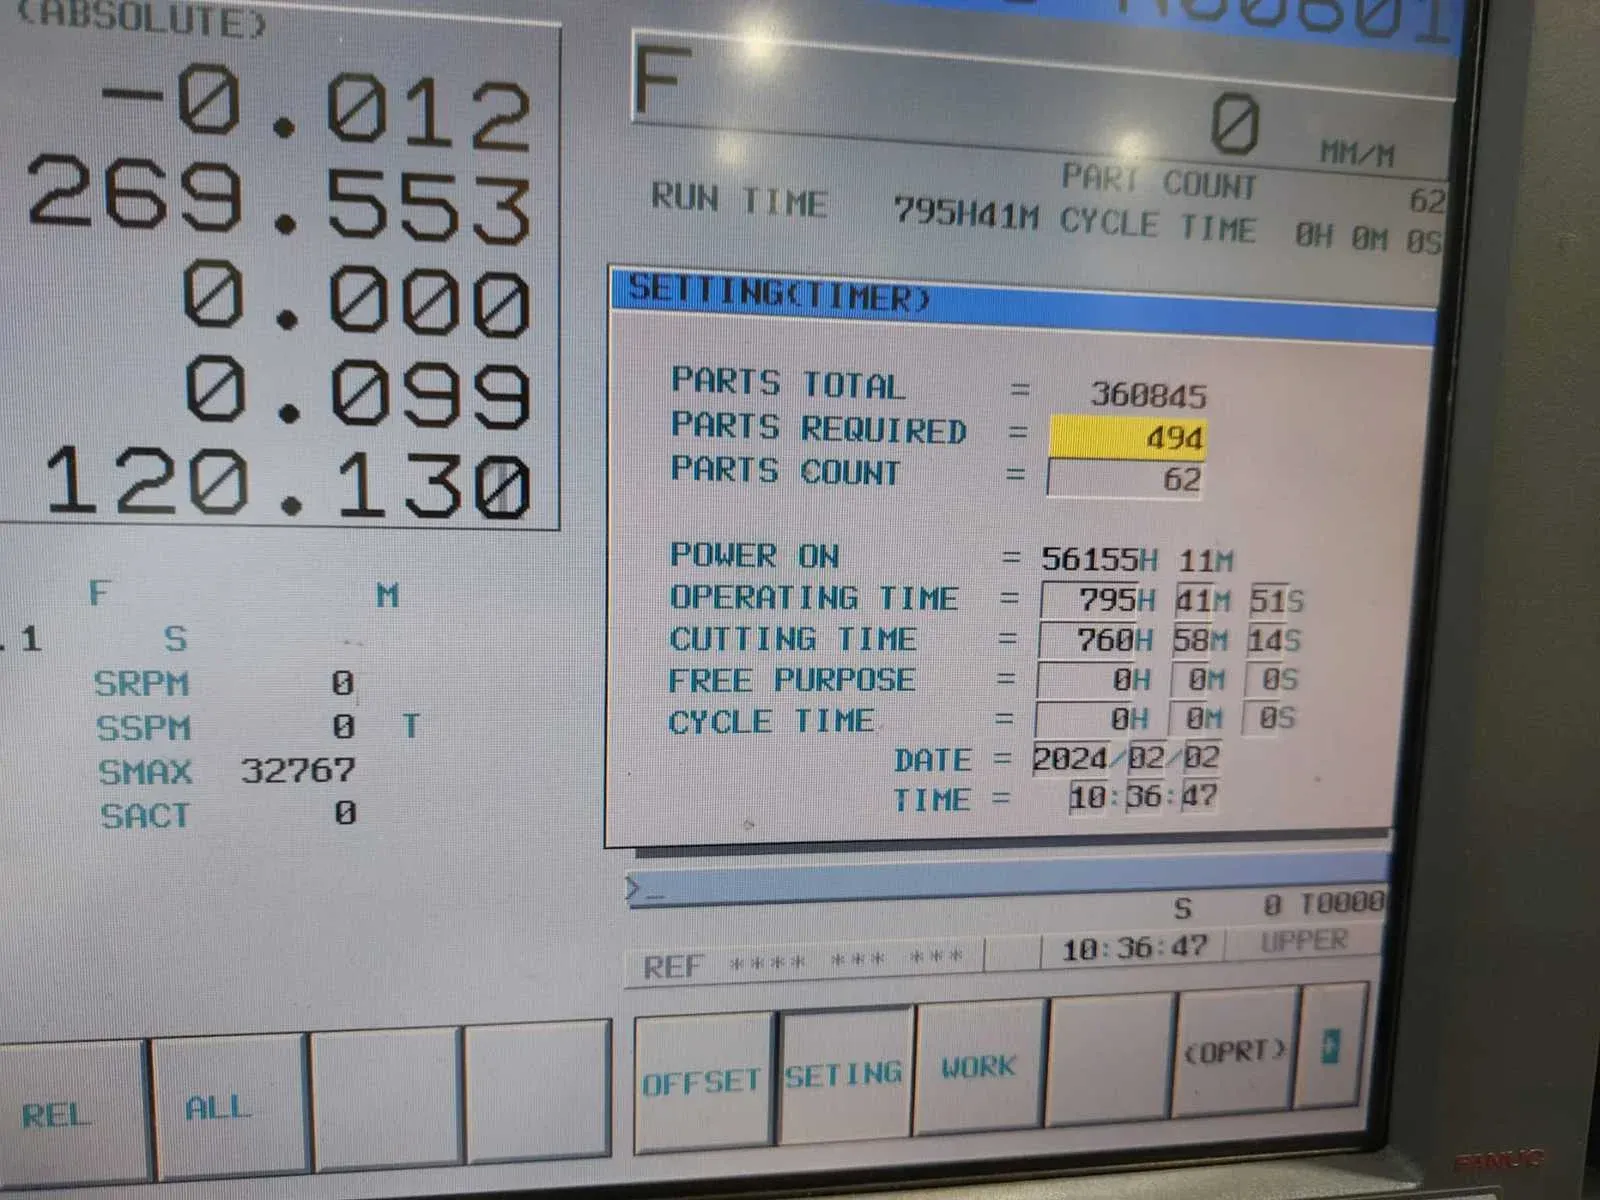 (ABSOLUTE)
-0.012
269.553
0.000
0.099
120.130
F M
.1 S
SRPM 0
SSPM 0 T
SMAX 32767
SACT 0
REL ALL
N00601
F 0 MM/M
PART COUNT 62
RUN TIME 795H41M CYCLE TIME 0H 0M 0S
SETTING(TIMER)
PARTS TOTAL = 360845
PARTS REQUIRED = 494
PARTS COUNT = 62
POWER ON = 56155H 11M
OPERATING TIME = 795H 41M 51S
CUTTING TIME = 760H 58M 14S
FREE PURPOSE = 0H 0M 0S
CYCLE TIME = 0H 0M 0S
DATE = 2024/02/02
TIME = 10:36:47
>_
S 0 T0000
REF **** *** *** 10:36:47 UPPER
OFFSET SETING WORK (OPRT) +
FANUC